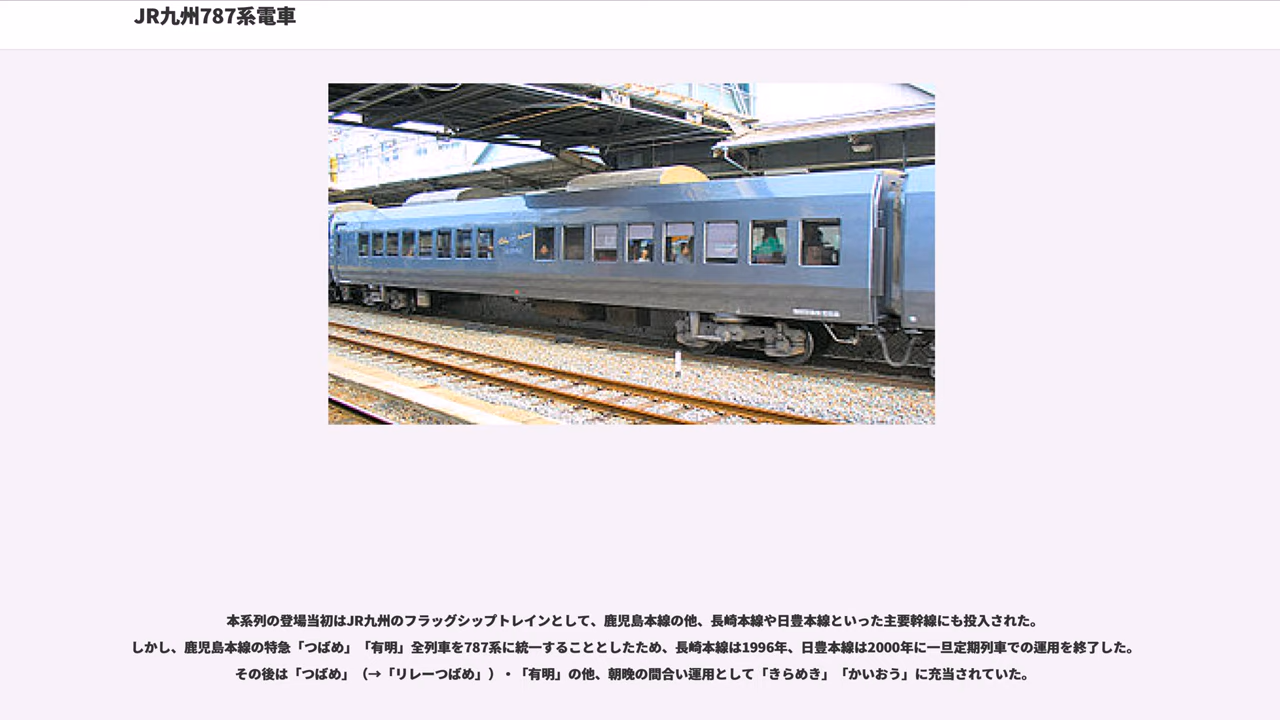 JR九州787系電車
本系列の登場当初はJR九州のフラッグシップトレインとして、鹿児島本線の他、長崎本線や日豊本線といった主要幹線にも投入された。
しかし、鹿児島本線の特急「つばめ」「有明」全列車を787系に統一することとしたため、長崎本線は1996年、日豊本線は2000年に一旦定期列車での運用を終了した。
その後は「つばめ」（→「リレーつばめ」）・「有明」の他、朝晩の間合い運用として「きらめき」「かいおう」に充当されていた。